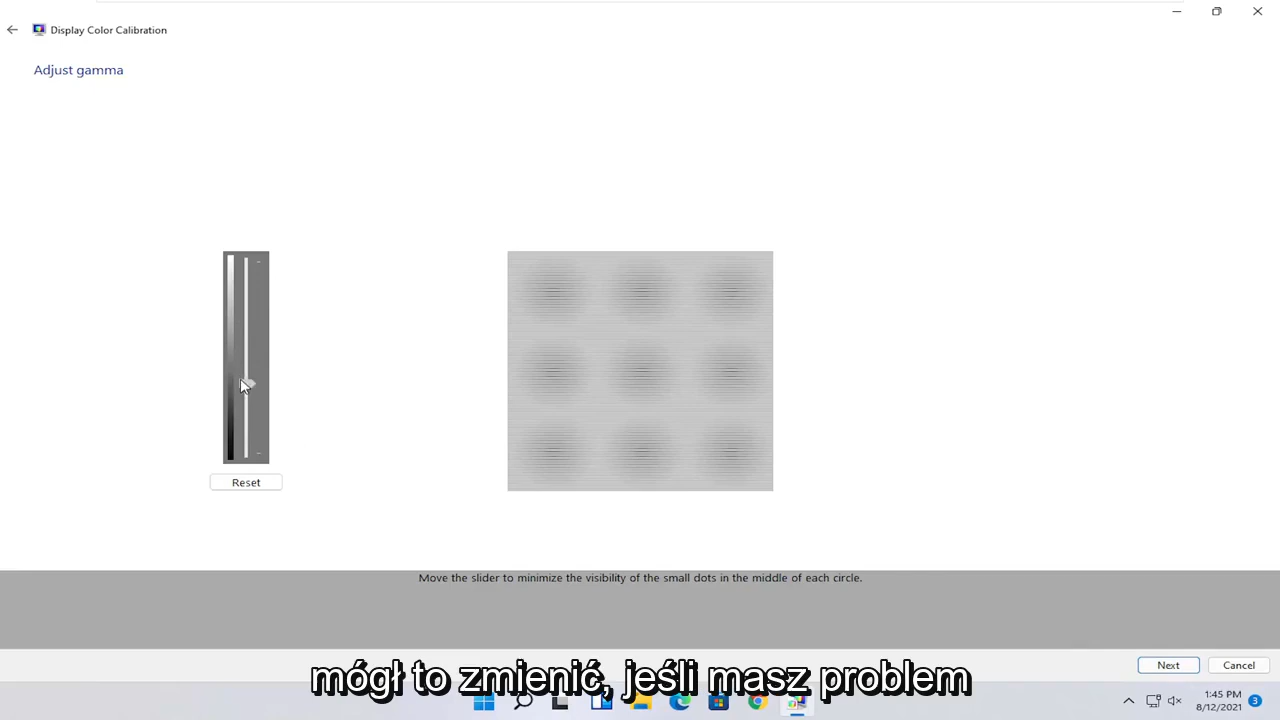 Display Color Calibration
Adjust gamma
Reset
Move the slider to minimize the visibility of the small dots in the middle of each circle.
Next
Cancel
mógł to zmienić, jeśli masz problem
1:45 PM
8/12/2021
3